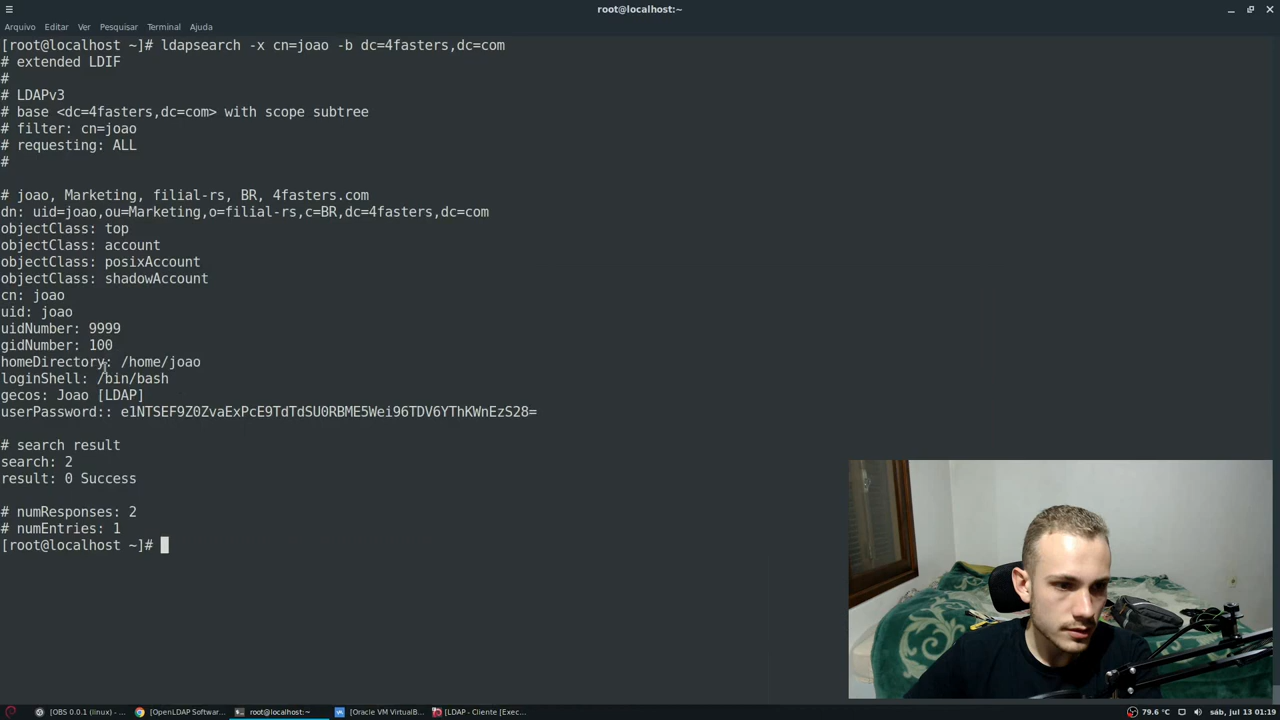 root@localhost:~
Arquivo Editar Ver Pesquisar Terminal Ajuda
[root@localhost ~]# ldapsearch -x cn=joao -b dc=4fasters,dc=com
# extended LDIF
#
# LDAPv3
# base <dc=4fasters,dc=com> with scope subtree
# filter: cn=joao
# requesting: ALL
#
# joao, Marketing, filial-rs, BR, 4fasters.com
dn: uid=joao,ou=Marketing,o=filial-rs,c=BR,dc=4fasters,dc=com
objectClass: top
objectClass: account
objectClass: posixAccount
objectClass: shadowAccount
cn: joao
uid: joao
uidNumber: 9999
gidNumber: 100
homeDirectory: /home/joao
loginShell: /bin/bash
gecos: Joao [LDAP]
userPassword:: e1NTSEF9Z0ZvaExPcE9TdTdSU0RBME5Wei96TDV6YThKWnEzS28=
# search result
search: 2
result: 0 Success
# numResponses: 2
# numEntries: 1
[root@localhost ~]#
[OBS 0.0.1 (linux) - ... [OpenLDAP Softwar... root@localhost:~ [Oracle VM VirtualB... [LDAP - Cliente [Exec... 79.6 °C sáb, jul 13 01:19